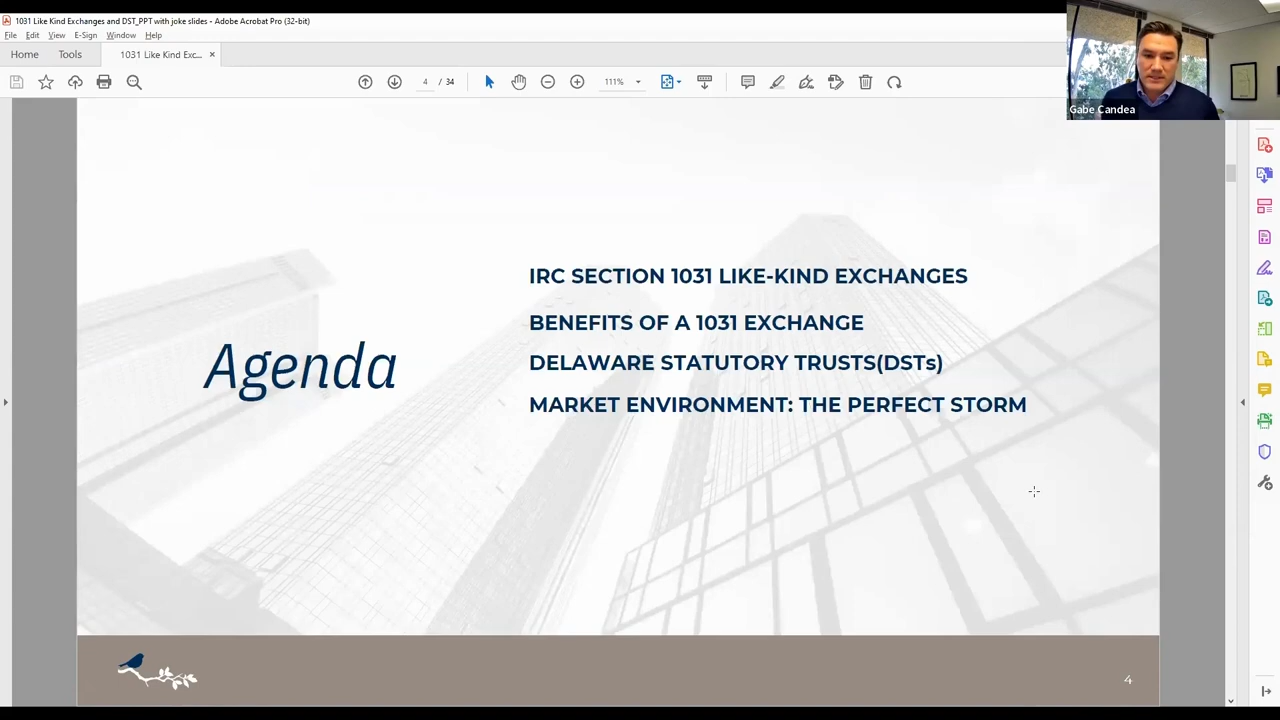 1031 Like Kind Exchanges and DST_PPT with joke slides - Adobe Acrobat Pro (32-bit)
File Edit View E-Sign Window Help
Home Tools 1031 Like Kind Exc... ×
4 / 34 111%
Gabe Candea
Agenda
IRC SECTION 1031 LIKE-KIND EXCHANGES
BENEFITS OF A 1031 EXCHANGE
DELAWARE STATUTORY TRUSTS(DSTs)
MARKET ENVIRONMENT: THE PERFECT STORM
4